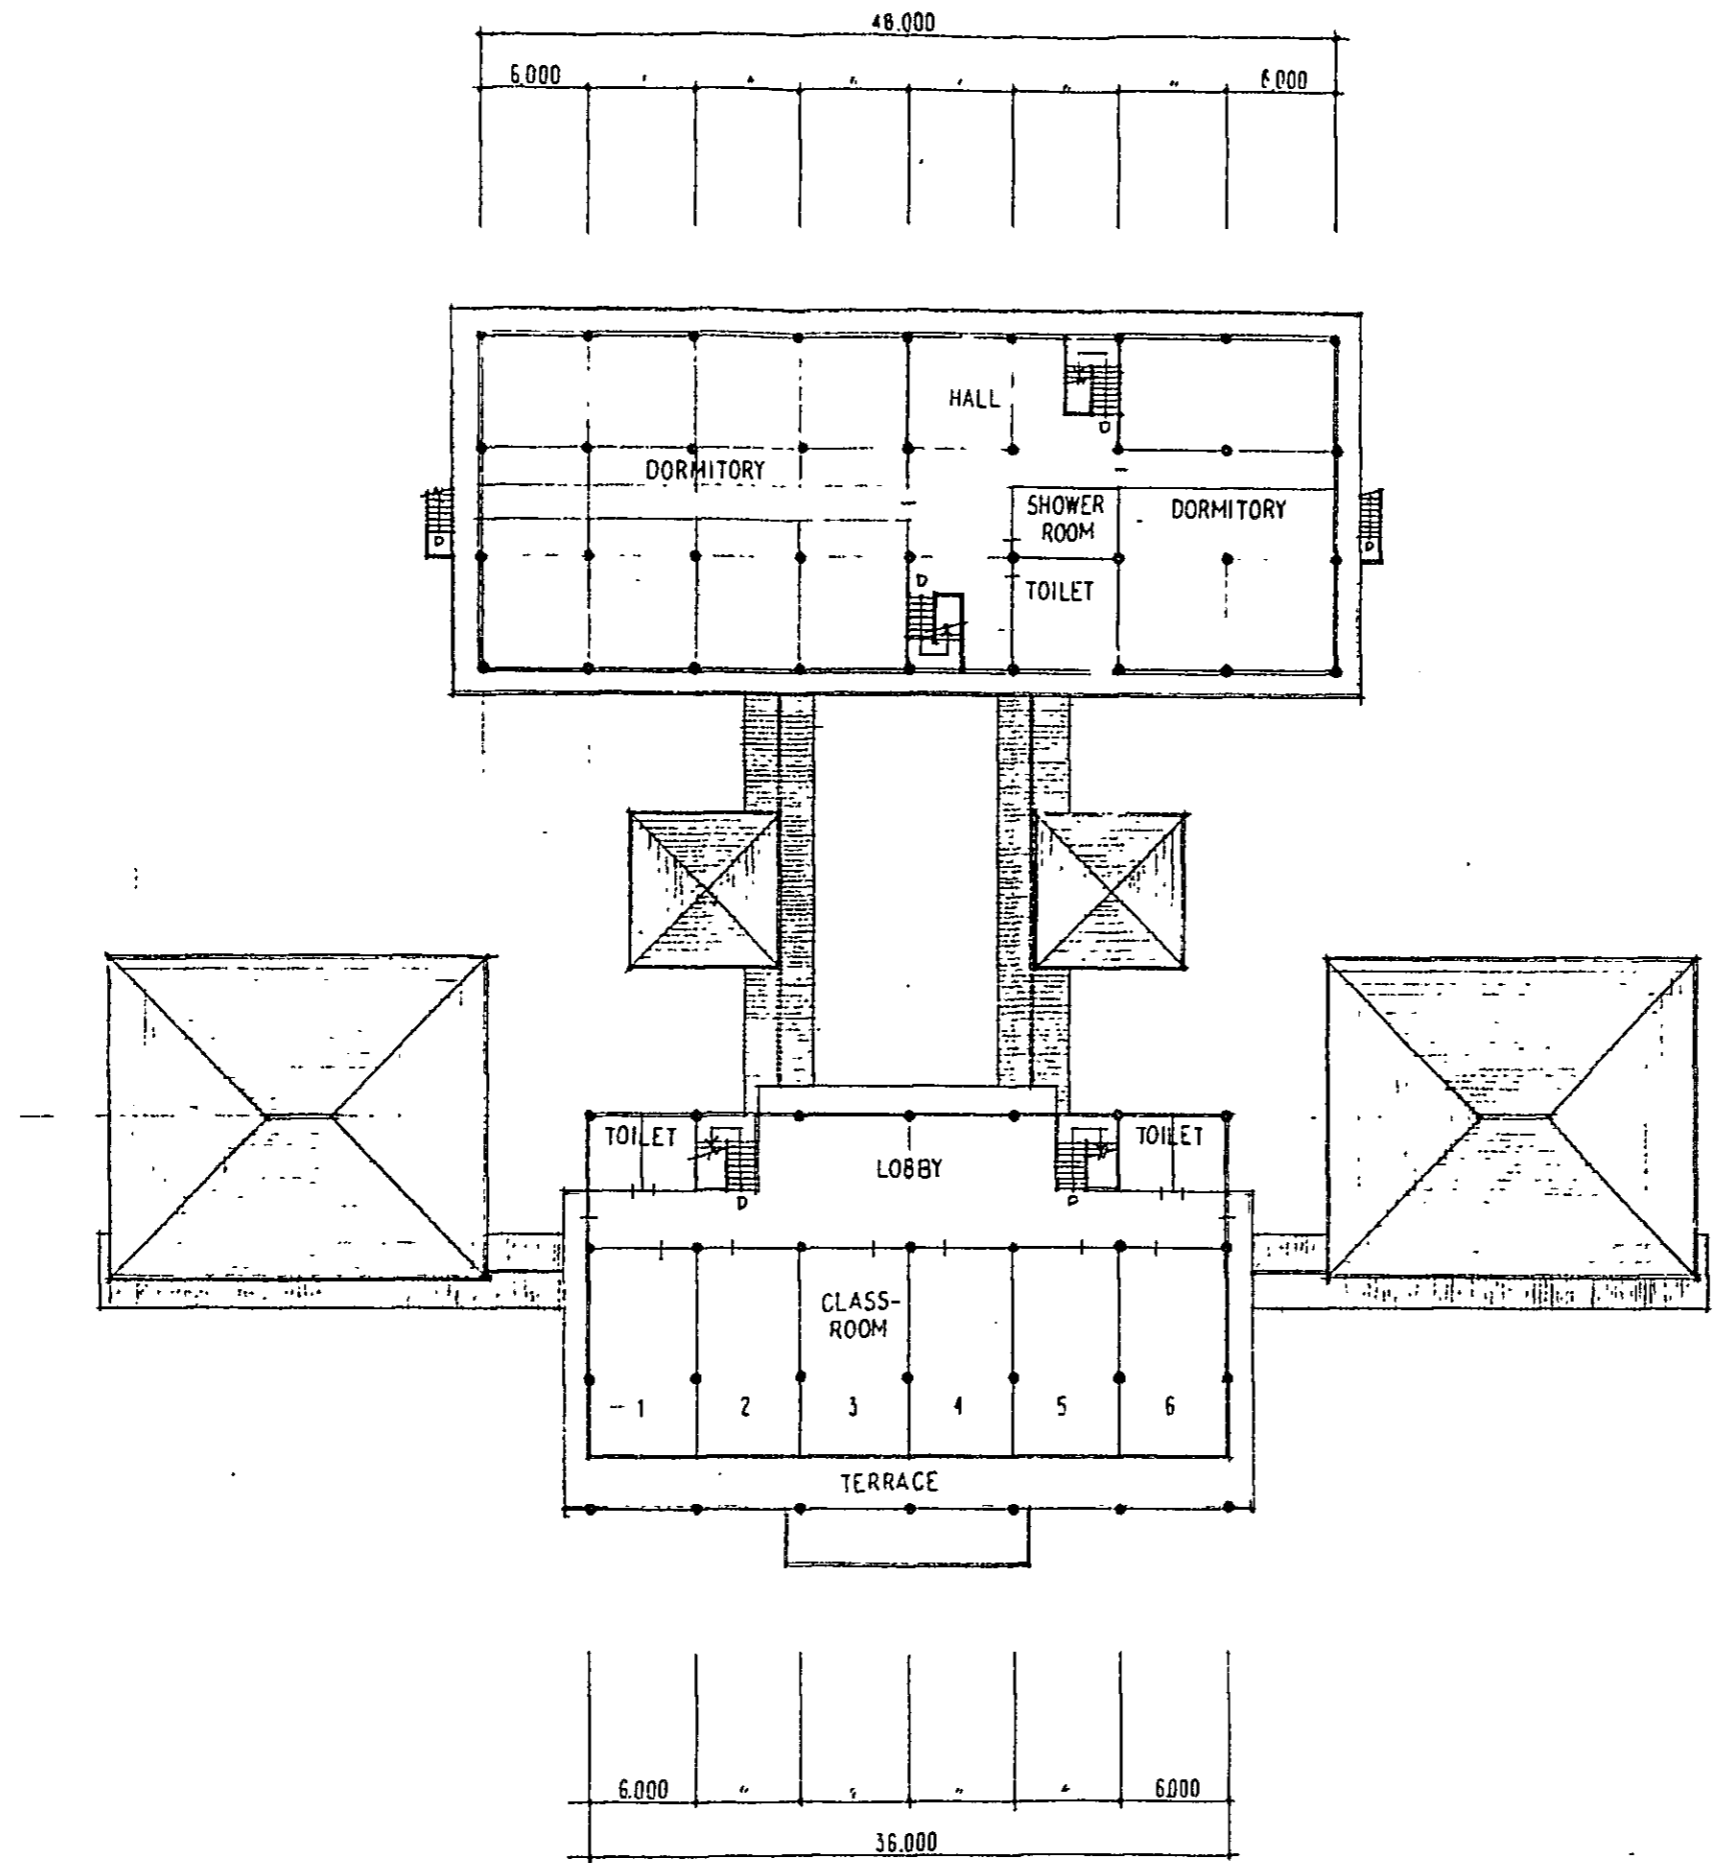 48.000
6.000 " " " " " " 6.000
HALL
D
DORMITORY
SHOWER
ROOM
DORMITORY
D
D
D
TOILET
TOILET
TOILET
LOBBY
D
D
CLASS-
ROOM
1 2 3 4 5 6
TERRACE
6.000 " " " " 6.000
36.000